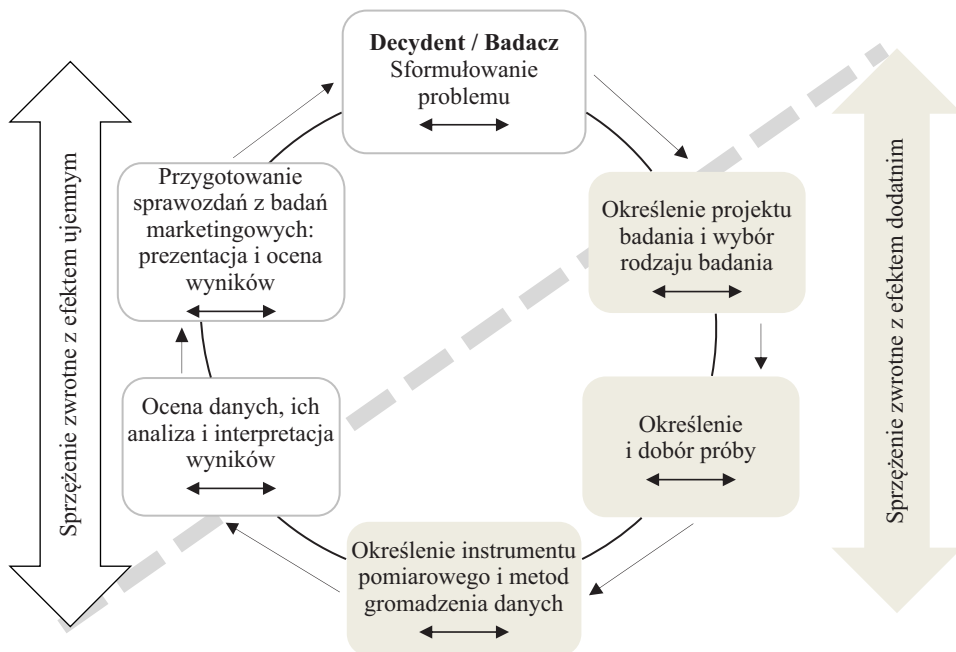 Decydent / Badacz
Sformułowanie
problemu
Określenie projektu
badania i wybór
rodzaju badania
Określenie
i dobór próby
Określenie instrumentu
pomiarowego i metod
gromadzenia danych
Ocena danych, ich
analiza i interpretacja
wyników
Przygotowanie
sprawozdań z badań
marketingowych:
prezentacja i ocena
wyników
Sprzężenie zwrotne z efektem ujemnym
Sprzężenie zwrotne z efektem dodatnim